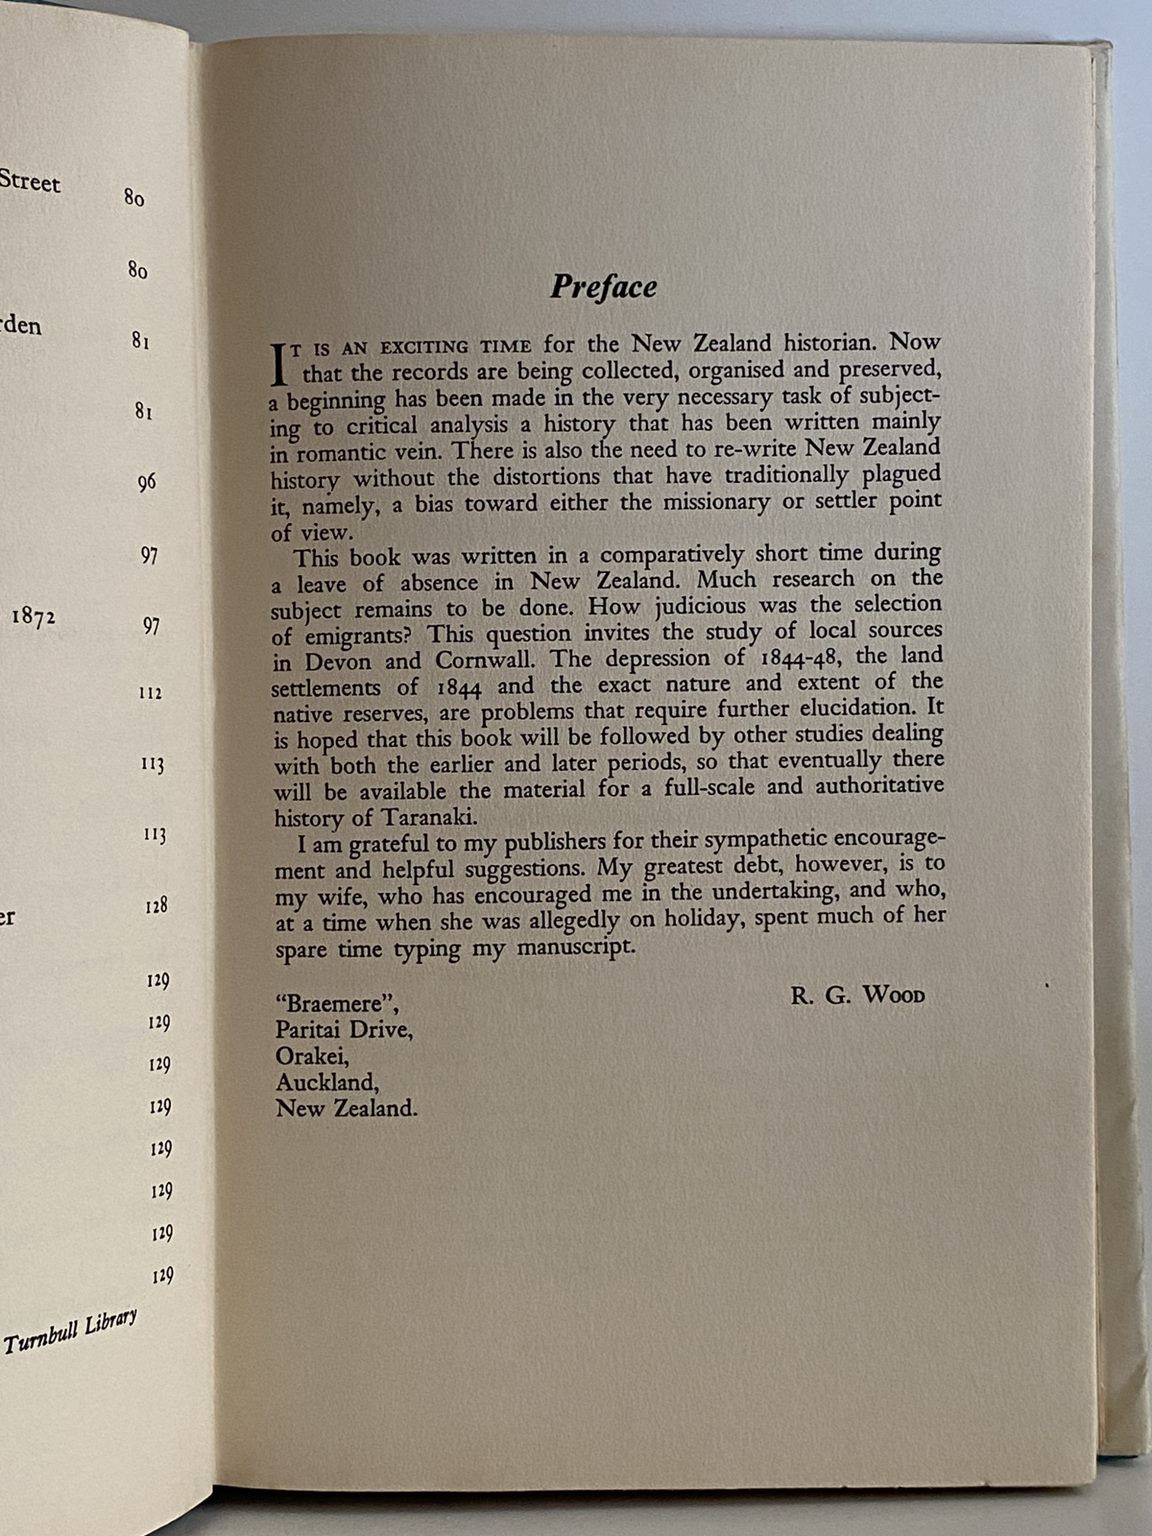 Street 80
80
rden 81
81
96
97
1872 97
112
113
113
er 128
129
129
129
129
129
129
129
129
Turnbull Library
Preface
IT IS AN EXCITING TIME for the New Zealand historian. Now
that the records are being collected, organised and preserved,
a beginning has been made in the very necessary task of subject-
ing to critical analysis a history that has been written mainly
in romantic vein. There is also the need to re-write New Zealand
history without the distortions that have traditionally plagued
it, namely, a bias toward either the missionary or settler point
of view.
This book was written in a comparatively short time during
a leave of absence in New Zealand. Much research on the
subject remains to be done. How judicious was the selection
of emigrants? This question invites the study of local sources
in Devon and Cornwall. The depression of 1844-48, the land
settlements of 1844 and the exact nature and extent of the
native reserves, are problems that require further elucidation. It
is hoped that this book will be followed by other studies dealing
with both the earlier and later periods, so that eventually there
will be available the material for a full-scale and authoritative
history of Taranaki.
I am grateful to my publishers for their sympathetic encourage-
ment and helpful suggestions. My greatest debt, however, is to
my wife, who has encouraged me in the undertaking, and who,
at a time when she was allegedly on holiday, spent much of her
spare time typing my manuscript.
R. G. WOOD
“Braemere”,
Paritai Drive,
Orakei,
Auckland,
New Zealand.